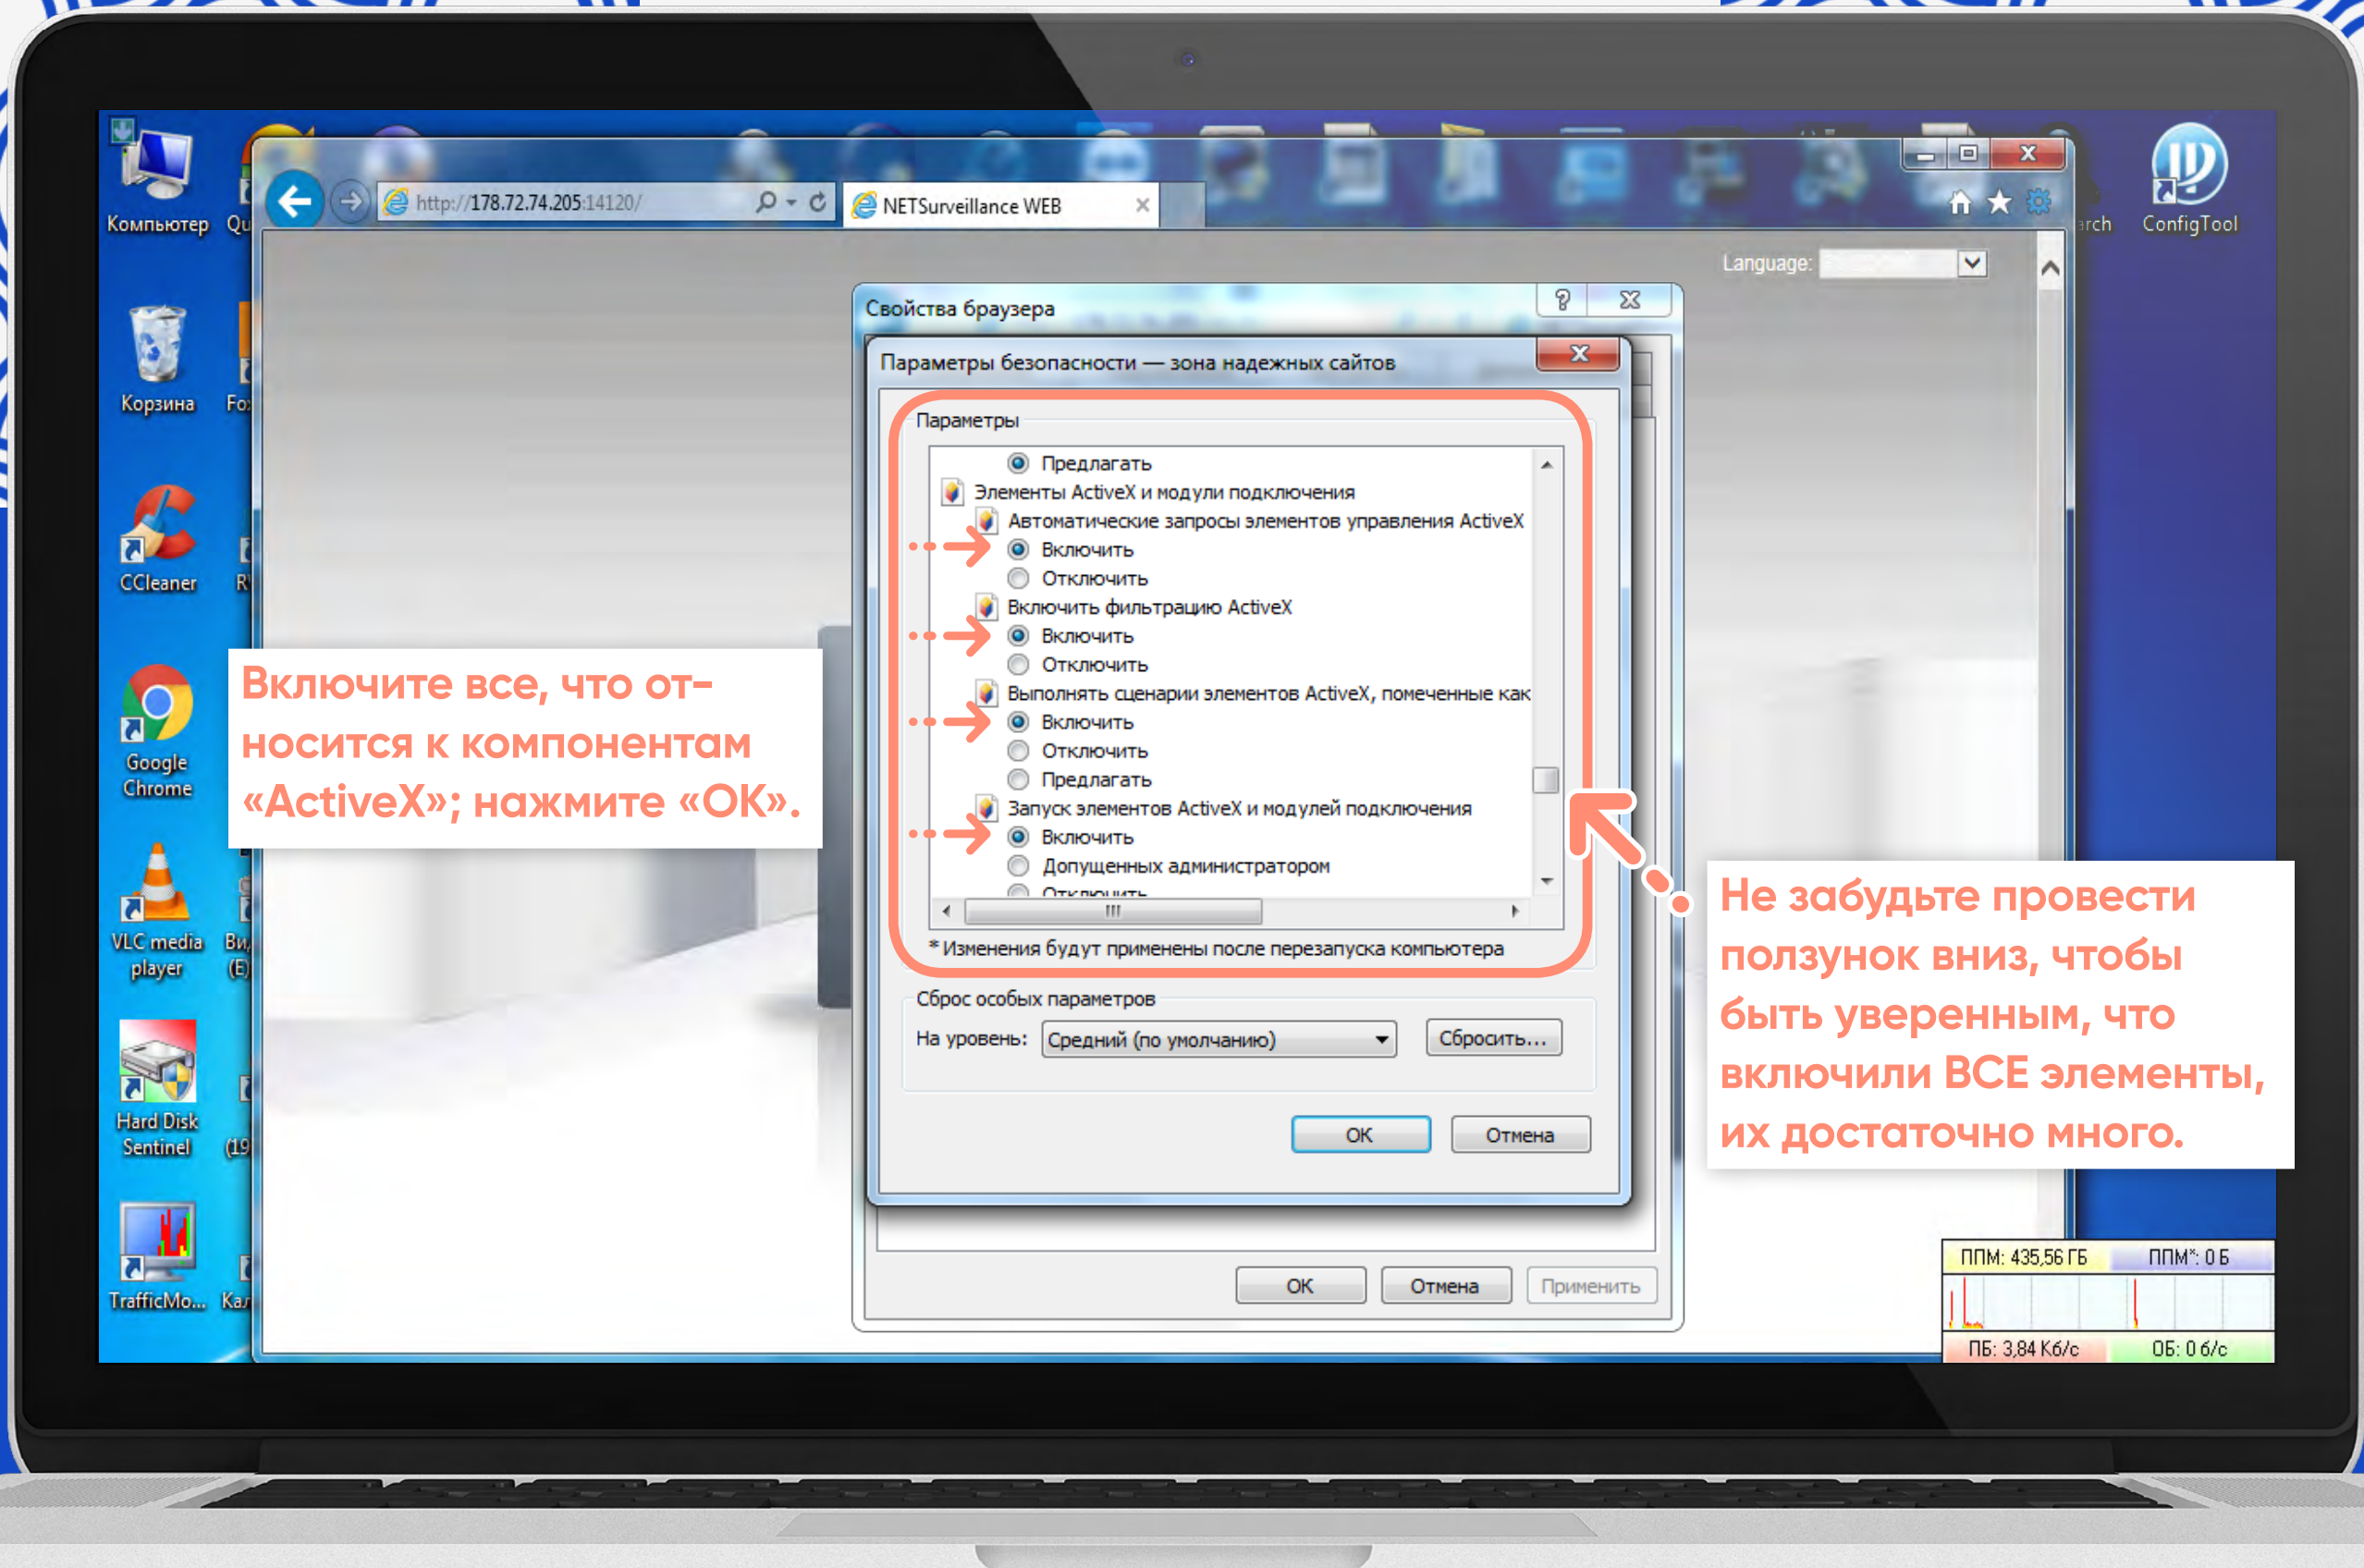 Компьютер
Корзина
CCleaner
Google
Chrome
VLC media
player
Hard Disk
Sentinel
TrafficMo...
(E)
(19
http://178.72.74.205:14120/
NETSurveillance WEB
ConfigTool
Language:
Свойства браузера
Параметры безопасности — зона надежных сайтов
Параметры
Предлагать
Элементы ActiveX и модули подключения
Автоматические запросы элементов управления ActiveX
Включить
Отключить
Включить фильтрацию ActiveX
Включить
Отключить
Выполнять сценарии элементов ActiveX, помеченные как
Включить
Отключить
Предлагать
Запуск элементов ActiveX и модулей подключения
Включить
Допущенных администратором
Отключить
* Изменения будут применены после перезапуска компьютера
Сброс особых параметров
На уровень: Средний (по умолчанию) Сбросить...
ОК Отмена
ОК Отмена Применить
Включите все, что от-
носится к компонентам
«ActiveX»; нажмите «ОК».
Не забудьте провести
ползунок вниз, чтобы
быть уверенным, что
включили ВСЕ элементы,
их достаточно много.
ППМ: 435,56 ГБ ППМ*: 0 Б
ПБ: 3,84 Кб/с ОБ: 0 б/с